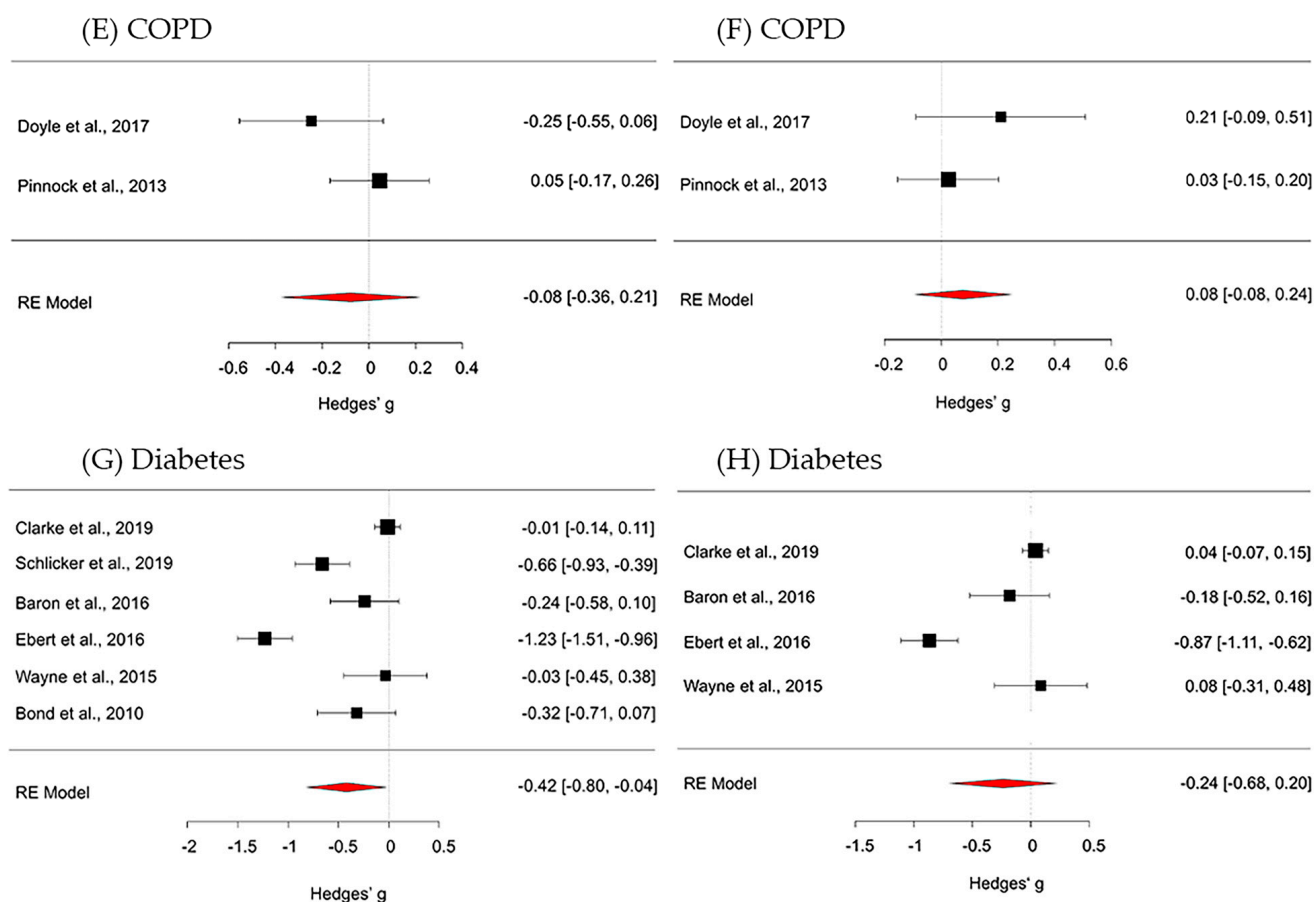 (E) COPD
Doyle et al., 2017 -0.25 [-0.55, 0.06]
Pinnock et al., 2013 0.05 [-0.17, 0.26]
RE Model -0.08 [-0.36, 0.21]
-0.6 -0.4 -0.2 0 0.2 0.4
Hedges' g
(F) COPD
Doyle et al., 2017 0.21 [-0.09, 0.51]
Pinnock et al., 2013 0.03 [-0.15, 0.20]
RE Model 0.08 [-0.08, 0.24]
-0.2 0 0.2 0.4 0.6
Hedges' g
(G) Diabetes
Clarke et al., 2019 -0.01 [-0.14, 0.11]
Schlicker et al., 2019 -0.66 [-0.93, -0.39]
Baron et al., 2016 -0.24 [-0.58, 0.10]
Ebert et al., 2016 -1.23 [-1.51, -0.96]
Wayne et al., 2015 -0.03 [-0.45, 0.38]
Bond et al., 2010 -0.32 [-0.71, 0.07]
RE Model -0.42 [-0.80, -0.04]
-2 -1.5 -1 -0.5 0 0.5
Hedges' g
(H) Diabetes
Clarke et al., 2019 0.04 [-0.07, 0.15]
Baron et al., 2016 -0.18 [-0.52, 0.16]
Ebert et al., 2016 -0.87 [-1.11, -0.62]
Wayne et al., 2015 0.08 [-0.31, 0.48]
RE Model -0.24 [-0.68, 0.20]
-1.5 -1 -0.5 0 0.5
Hedges' g